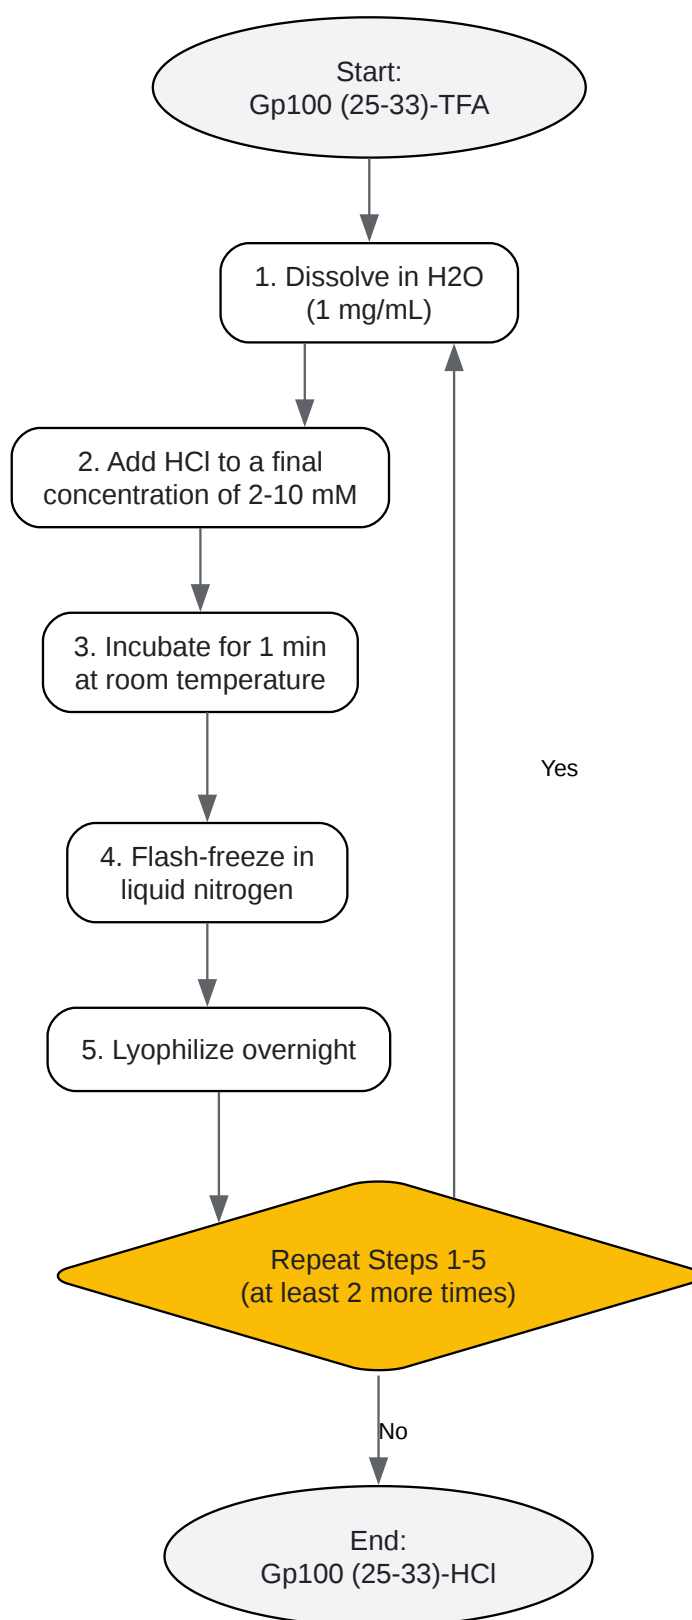 Start:
Gp100 (25-33)-TFA
1. Dissolve in H2O
(1 mg/mL)
2. Add HCl to a final
concentration of 2-10 mM
3. Incubate for 1 min
at room temperature
Yes
4. Flash-freeze in
liquid nitrogen
5. Lyophilize overnight
Repeat Steps 1-5
(at least 2 more times)
No
End:
Gp100 (25-33)-HCl